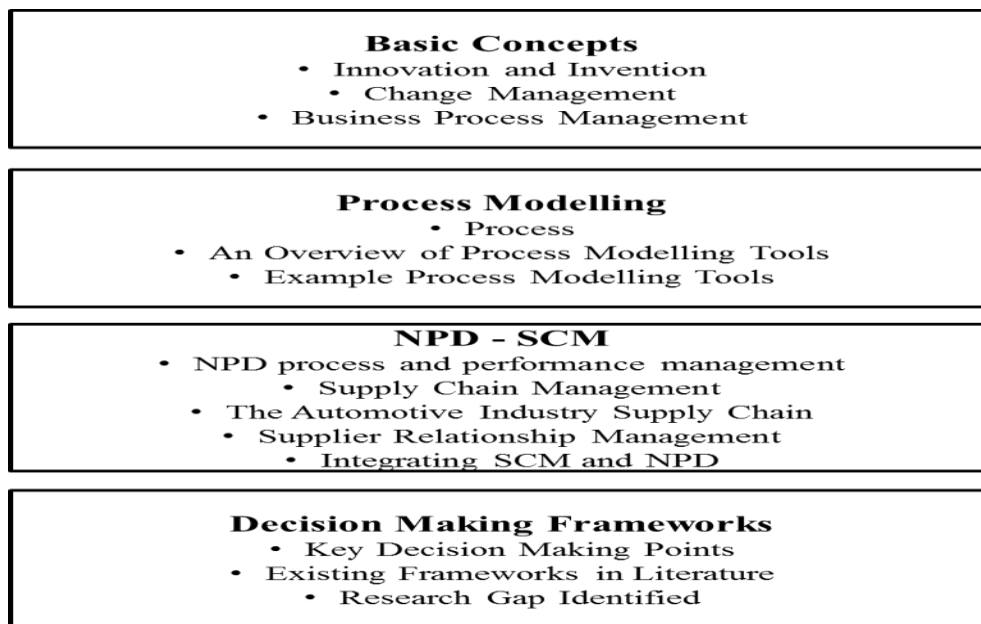 Basic Concepts
• Innovation and Invention
• Change Management
• Business Process Management
Process Modelling
• Process
• An Overview of Process Modelling Tools
• Example Process Modelling Tools
NPD - SCM
• NPD process and performance management
• Supply Chain Management
• The Automotive Industry Supply Chain
• Supplier Relationship Management
• Integrating SCM and NPD
Decision Making Frameworks
• Key Decision Making Points
• Existing Frameworks in Literature
• Research Gap Identified